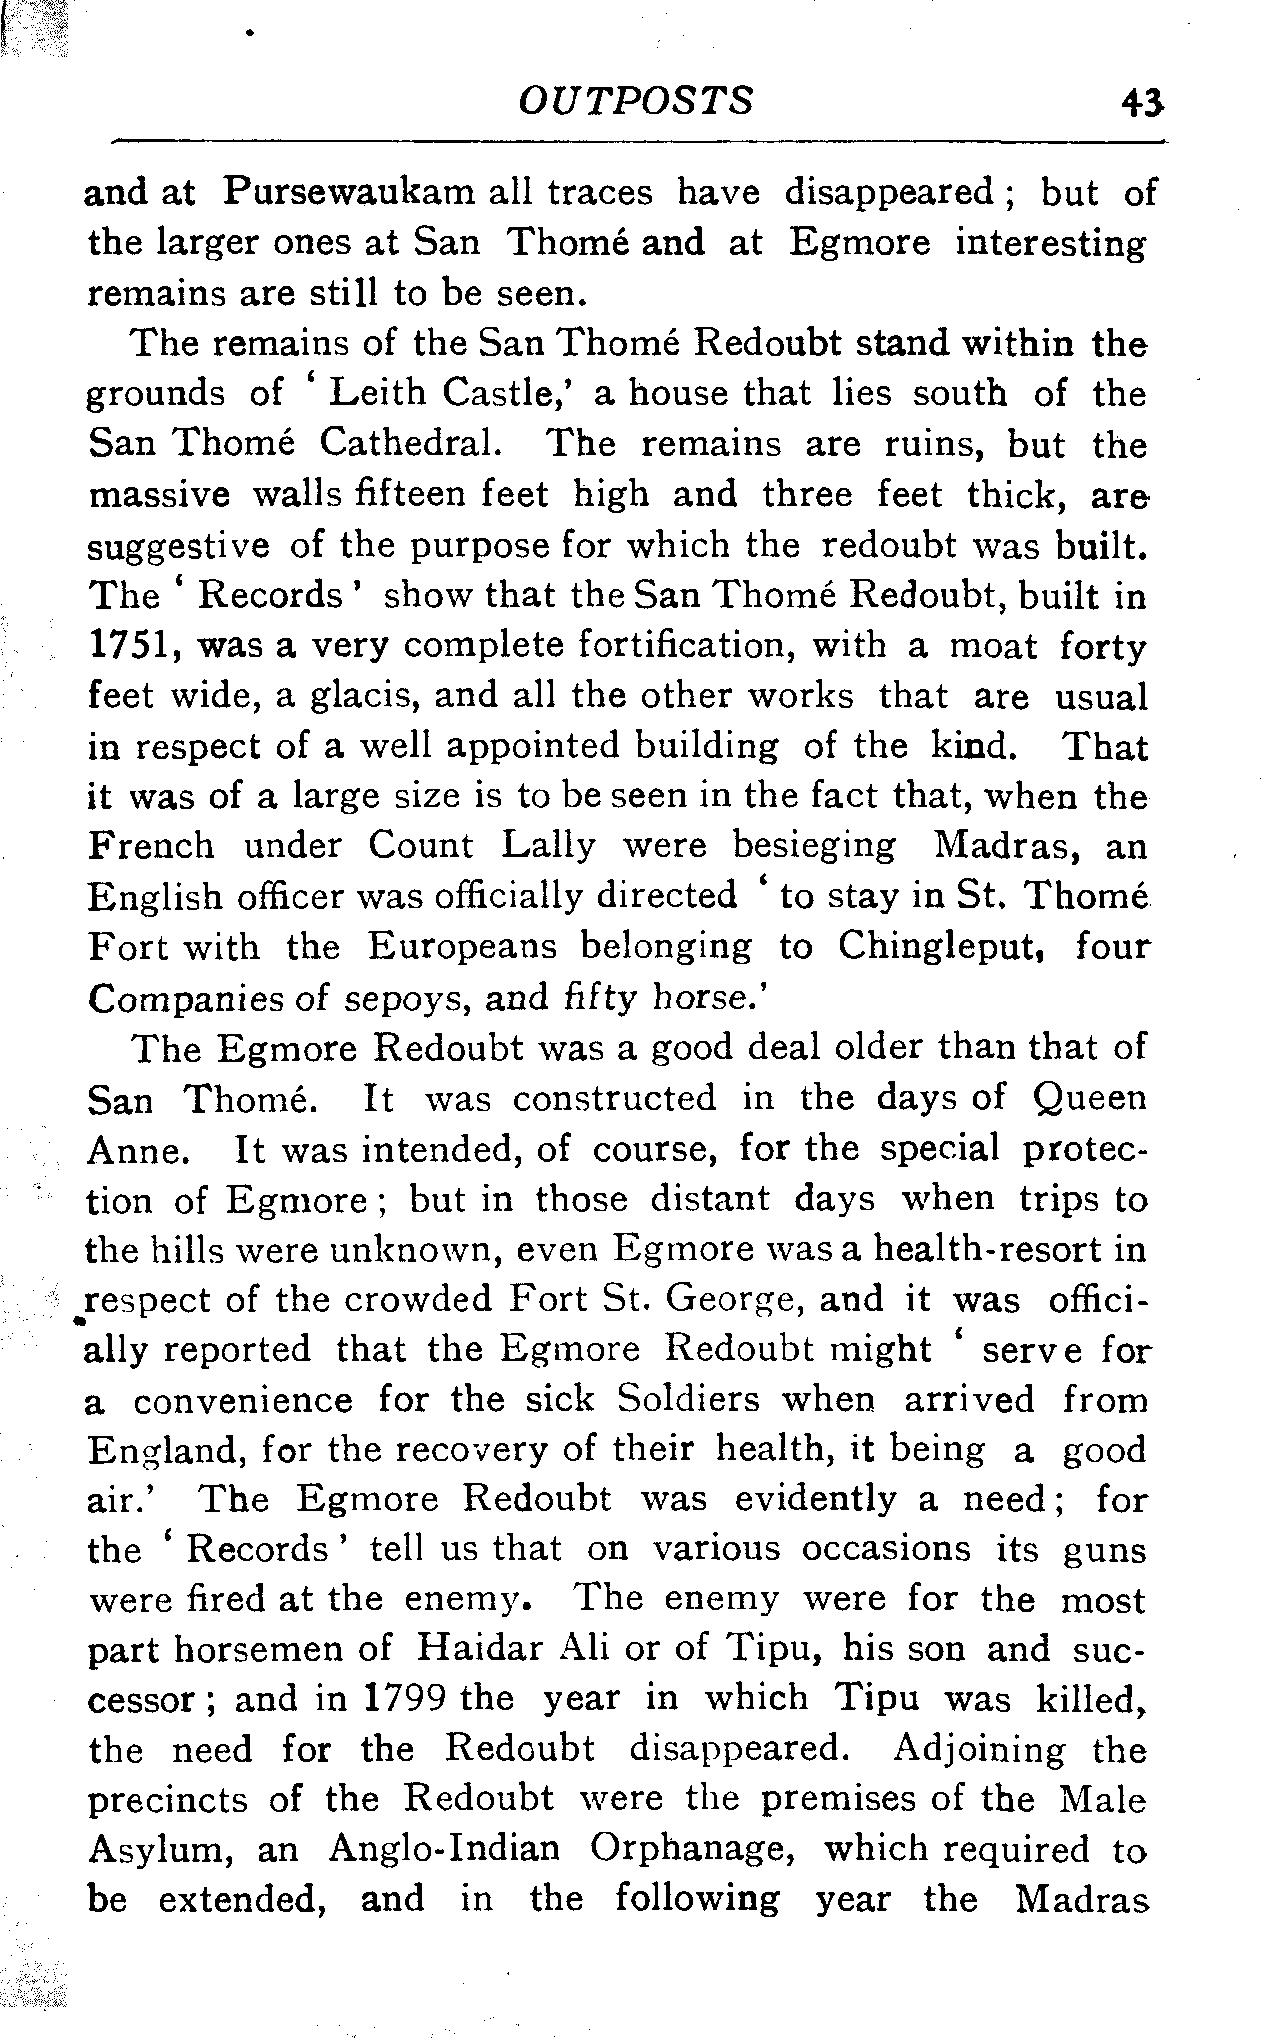 OUTPOSTS 43
and at Pursewaukam all traces have disappeared ; but of
the larger ones at San Thomé and at Egmore interesting
remains are still to be seen.
The remains of the San Thomé Redoubt stand within the
grounds of ‘ Leith Castle,’ a house that lies south of the
San Thomé Cathedral. The remains are ruins, but the
massive walls fifteen feet high and three feet thick, are
suggestive of the purpose for which the redoubt was built.
The ‘ Records ’ show that the San Thomé Redoubt, built in
1751, was a very complete fortification, with a moat forty
feet wide, a glacis, and all the other works that are usual
in respect of a well appointed building of the kind. That
it was of a large size is to be seen in the fact that, when the
French under Count Lally were besieging Madras, an
English officer was officially directed ‘ to stay in St. Thomé
Fort with the Europeans belonging to Chingleput, four
Companies of sepoys, and fifty horse.’
The Egmore Redoubt was a good deal older than that of
San Thomé. It was constructed in the days of Queen
Anne. It was intended, of course, for the special protec-
tion of Egmore ; but in those distant days when trips to
the hills were unknown, even Egmore was a health-resort in
respect of the crowded Fort St. George, and it was offici-
ally reported that the Egmore Redoubt might ‘ serve for
a convenience for the sick Soldiers when arrived from
England, for the recovery of their health, it being a good
air.’ The Egmore Redoubt was evidently a need ; for
the ‘ Records ’ tell us that on various occasions its guns
were fired at the enemy. The enemy were for the most
part horsemen of Haidar Ali or of Tipu, his son and suc-
cessor ; and in 1799 the year in which Tipu was killed,
the need for the Redoubt disappeared. Adjoining the
precincts of the Redoubt were the premises of the Male
Asylum, an Anglo-Indian Orphanage, which required to
be extended, and in the following year the Madras